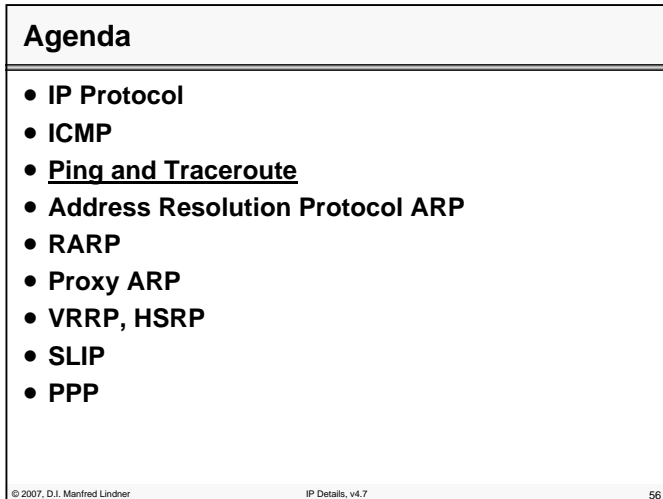 Agenda
• IP Protocol
• ICMP
• Ping and Traceroute
• Address Resolution Protocol ARP
• RARP
• Proxy ARP
• VRRP, HSRP
• SLIP
• PPP
© 2007, D.I. Manfred Lindner IP Details, v4.7 56